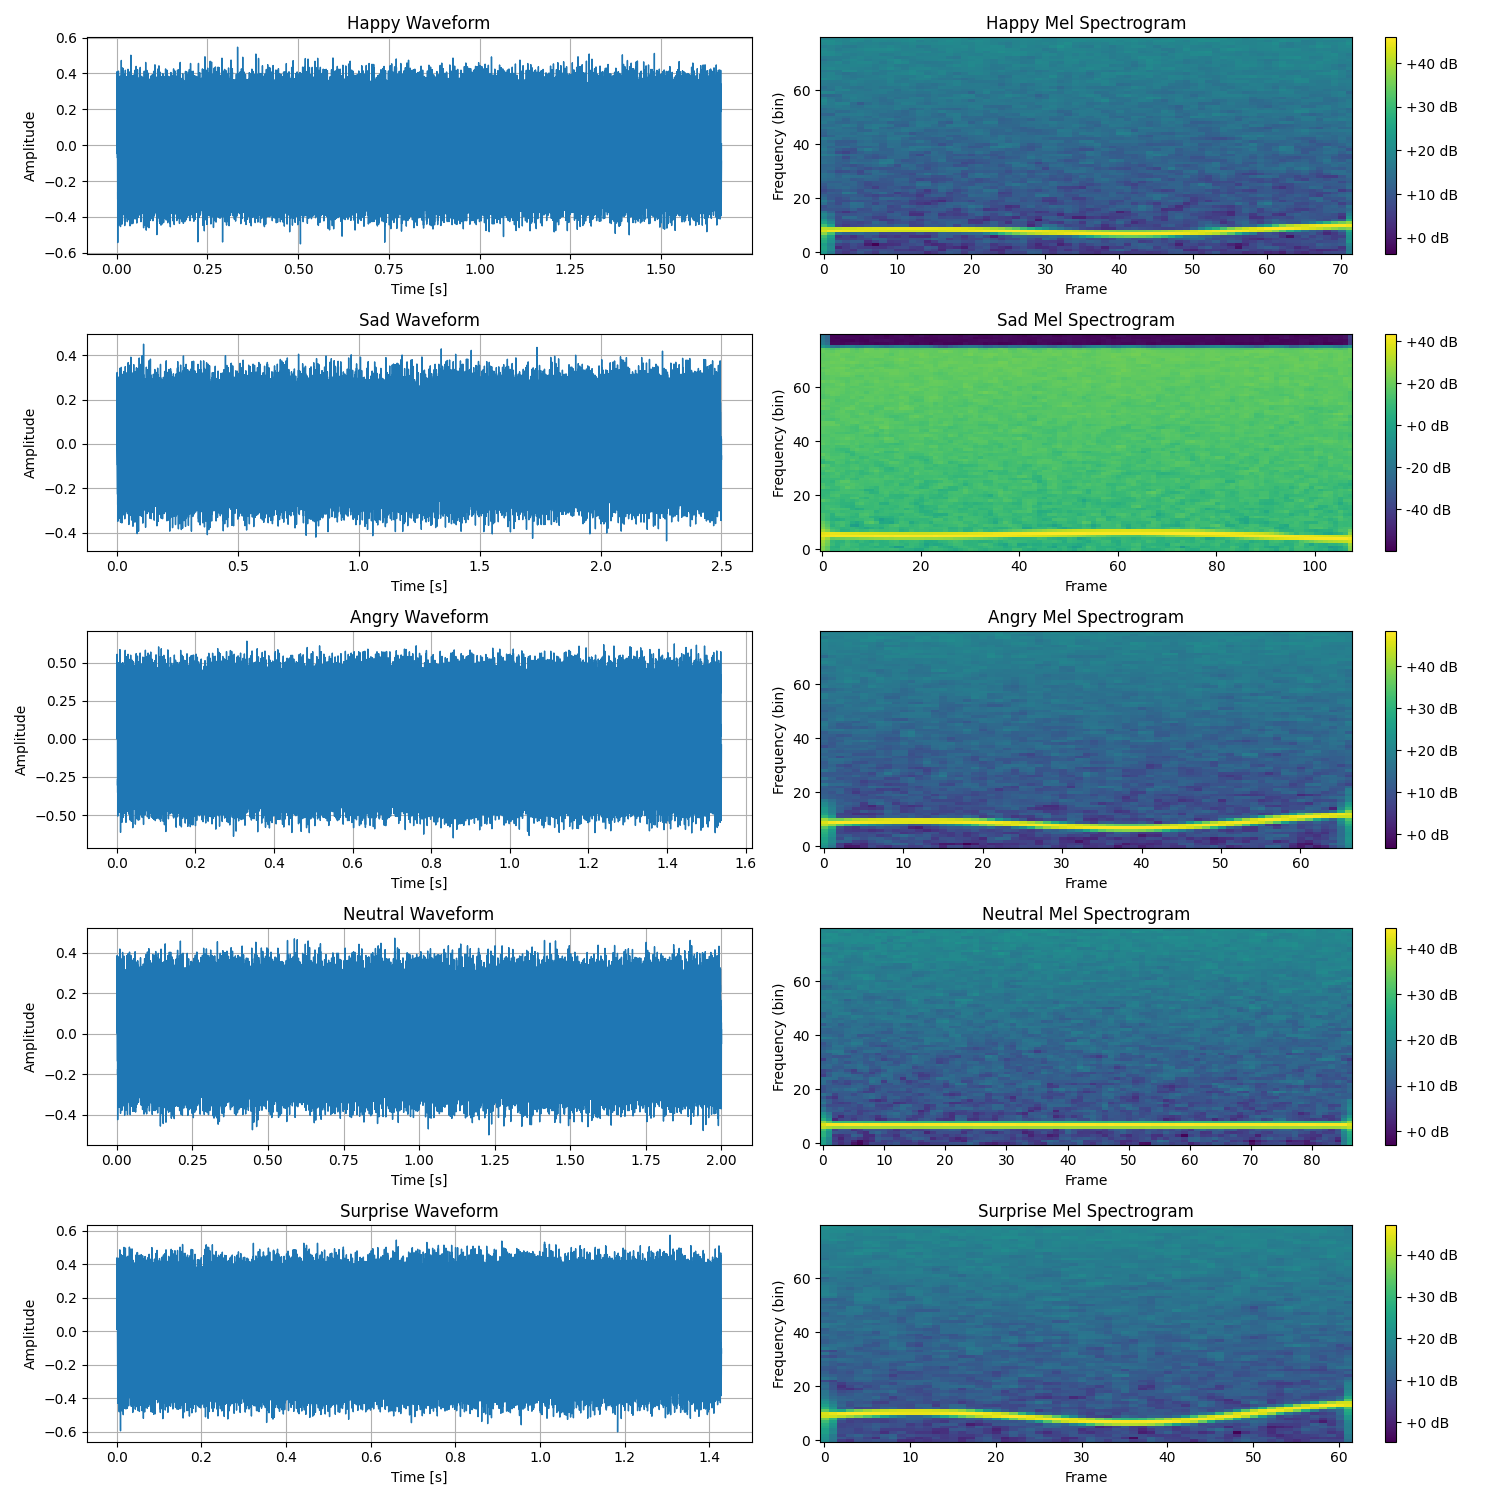 Happy Waveform
Amplitude
0.6
0.4
0.2
0.0
−0.2
−0.4
−0.6
0.00 0.25 0.50 0.75 1.00 1.25 1.50
Time [s]
Happy Mel Spectrogram
Frequency (bin)
60
40
20
0
0 10 20 30 40 50 60 70
Frame
+40 dB
+30 dB
+20 dB
+10 dB
+0 dB
Sad Waveform
Amplitude
0.4
0.2
0.0
−0.2
−0.4
0.0 0.5 1.0 1.5 2.0 2.5
Time [s]
Sad Mel Spectrogram
Frequency (bin)
60
40
20
0
0 20 40 60 80 100
Frame
+40 dB
+20 dB
+0 dB
-20 dB
-40 dB
Angry Waveform
Amplitude
0.50
0.25
0.00
−0.25
−0.50
0.0 0.2 0.4 0.6 0.8 1.0 1.2 1.4 1.6
Time [s]
Angry Mel Spectrogram
Frequency (bin)
60
40
20
0
0 10 20 30 40 50 60
Frame
+40 dB
+30 dB
+20 dB
+10 dB
+0 dB
Neutral Waveform
Amplitude
0.4
0.2
0.0
−0.2
−0.4
0.00 0.25 0.50 0.75 1.00 1.25 1.50 1.75 2.00
Time [s]
Neutral Mel Spectrogram
Frequency (bin)
60
40
20
0
0 10 20 30 40 50 60 70 80
Frame
+40 dB
+30 dB
+20 dB
+10 dB
+0 dB
Surprise Waveform
Amplitude
0.6
0.4
0.2
0.0
−0.2
−0.4
−0.6
0.0 0.2 0.4 0.6 0.8 1.0 1.2 1.4
Time [s]
Surprise Mel Spectrogram
Frequency (bin)
60
40
20
0
0 10 20 30 40 50 60
Frame
+40 dB
+30 dB
+20 dB
+10 dB
+0 dB